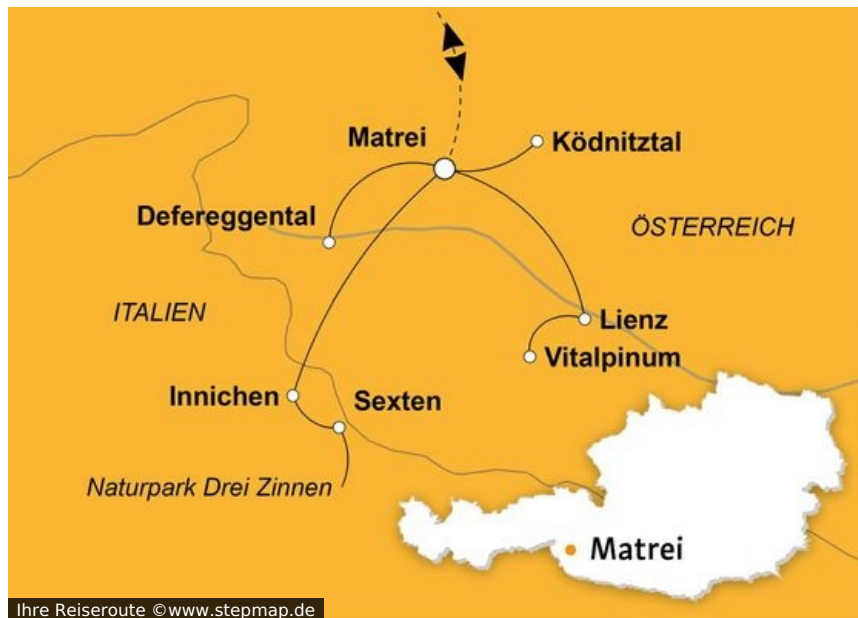 Matrei
Ködnitztal
Defereggental
ÖSTERREICH
ITALIEN
Lienz
Vitalpinum
Innichen
Sexten
Naturpark Drei Zinnen
Matrei
Ihre Reiseroute ©www.stepmap.de